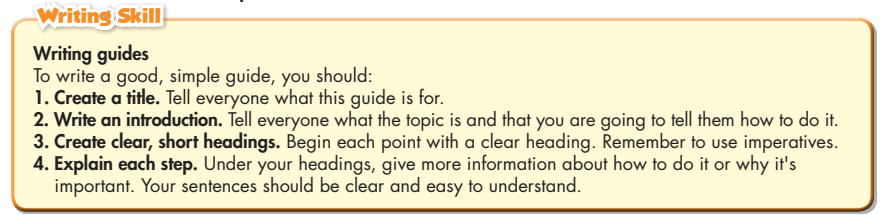 Writing Skill
Writing guides
To write a good, simple guide, you should:
1. Create a title. Tell everyone what this guide is for.
2. Write an introduction. Tell everyone what the topic is and that you are going to tell them how to do it.
3. Create clear, short headings. Begin each point with a clear heading. Remember to use imperatives.
4. Explain each step. Under your headings, give more information about how to do it or why it's
important. Your sentences should be clear and easy to understand.